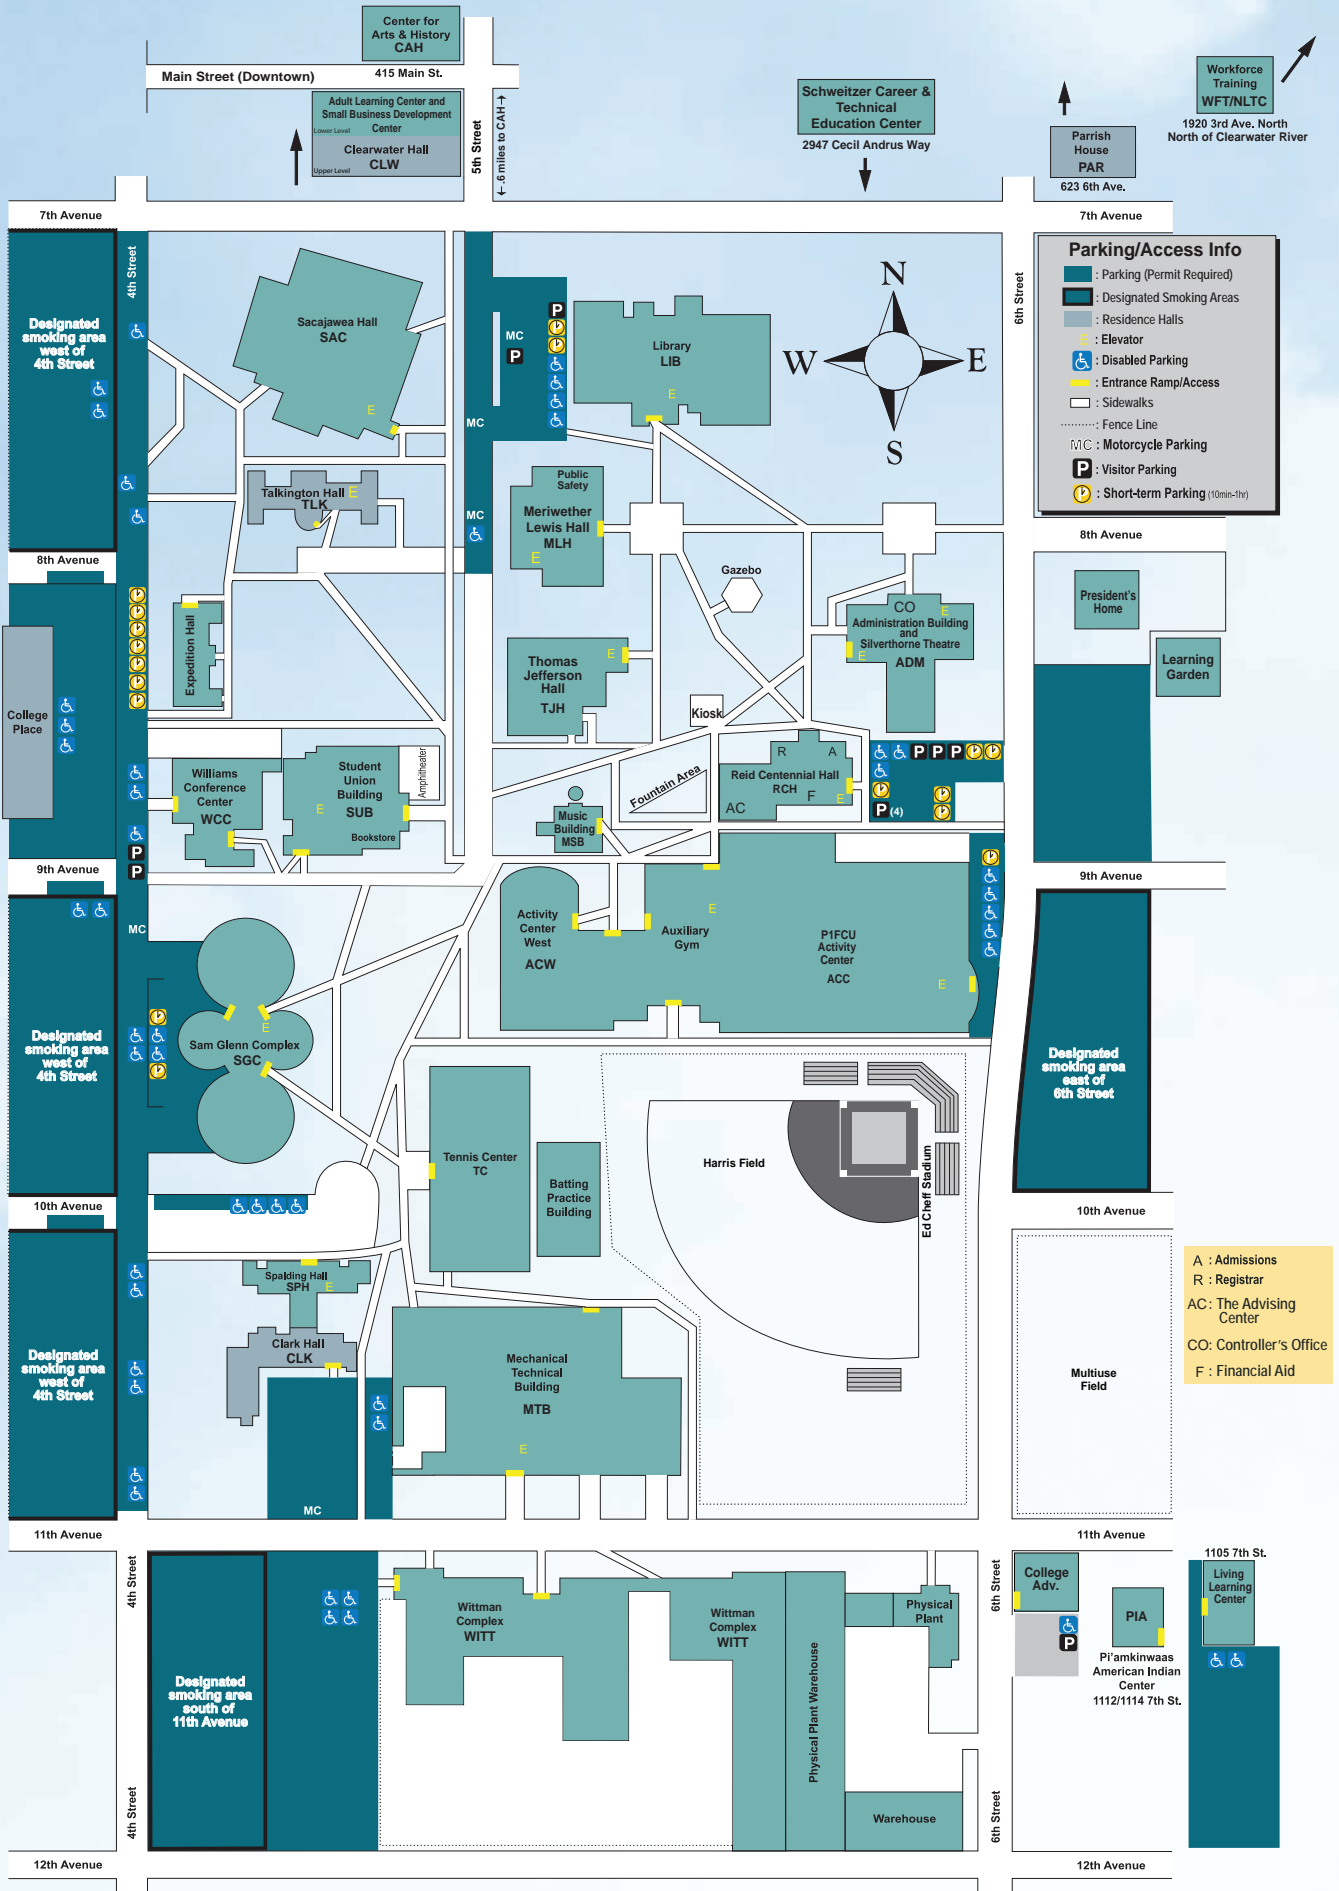 Center for
Arts & History
CAH
415 Main St.
Main Street (Downtown)
5th Street
.6 miles to CAH
Adult Learning Center and
Small Business Development
Center
Lower Level
Clearwater Hall
CLW
Upper Level
Schweitzer Career &
Technical
Education Center
2947 Cecil Andrus Way
Parrish
House
PAR
623 6th Ave.
Workforce
Training
WFT/NLTC
1920 3rd Ave. North
North of Clearwater River
7th Avenue
7th Avenue
4th Street
6th Street
Parking/Access Info
: Parking (Permit Required)
: Designated Smoking Areas
: Residence Halls
E : Elevator
: Disabled Parking
: Entrance Ramp/Access
: Sidewalks
: Fence Line
MC : Motorcycle Parking
P : Visitor Parking
: Short-term Parking (10min-1hr)
N
W
E
S
Designated
smoking area
west of
4th Street
Sacajawea Hall
SAC
E
P
MC
P
MC
Library
LIB
E
Talkington Hall
TLK
E
MC
Public
Safety
Meriwether
Lewis Hall
MLH
E
8th Avenue
8th Avenue
Gazebo
Expedition Hall
College
Place
Thomas
Jefferson
Hall
TJH
E
CO
E
Administration Building
and
Silverthorne Theatre
ADM
E
President's
Home
Learning
Garden
Kiosk
Fountain Area
R
A
Reid Centennial Hall
RCH
F
E
AC
P P P
P (4)
Williams
Conference
Center
WCC
Student
Union
Building
SUB
E
Bookstore
Amphitheater
Music
Building
MSB
P
P
9th Avenue
9th Avenue
MC
Activity
Center
West
ACW
E
Auxiliary
Gym
P1FCU
Activity
Center
ACC
E
Designated
smoking area
west of
4th Street
E
Sam Glenn Complex
SGC
Designated
smoking area
east of
6th Street
Tennis Center
TC
Batting
Practice
Building
Harris Field
Ed Cheff Stadium
10th Avenue
10th Avenue
Spalding Hall
SPH
E
Clark Hall
CLK
Designated
smoking area
west of
4th Street
Mechanical
Technical
Building
MTB
E
MC
Multiuse
Field
A : Admissions
R : Registrar
AC: The Advising
Center
CO: Controller's Office
F : Financial Aid
11th Avenue
11th Avenue
4th Street
6th Street
1105 7th St.
College
Adv.
P
PIA
Pi'amkinwaas
American Indian
Center
1112/1114 7th St.
Living
Learning
Center
Designated
smoking area
south of
11th Avenue
Wittman
Complex
WITT
Wittman
Complex
WITT
Physical Plant Warehouse
Physical
Plant
Warehouse
4th Street
6th Street
12th Avenue
12th Avenue